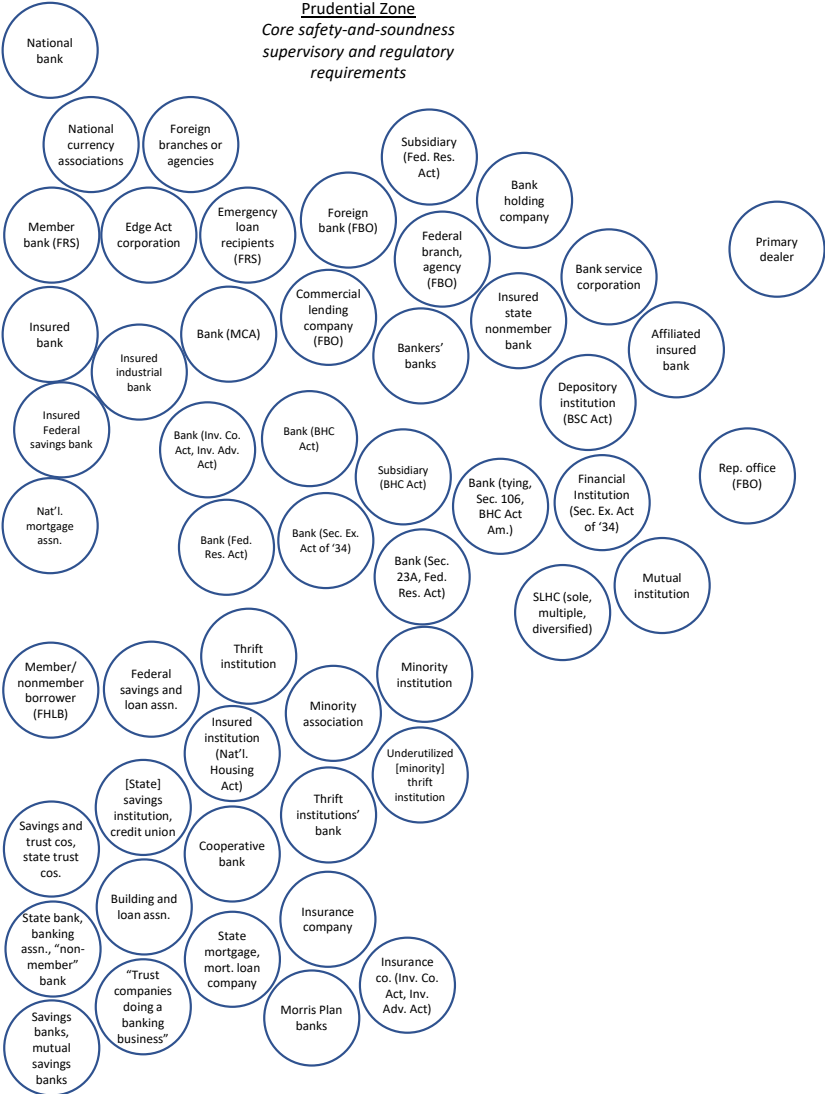 Prudential Zone
Core safety-and-soundness
supervisory and regulatory
requirements
National
bank
National
currency
associations
Foreign
branches or
agencies
Subsidiary
(Fed. Res.
Act)
Bank
holding
company
Member
bank (FRS)
Edge Act
corporation
Emergency
loan
recipients
(FRS)
Foreign
bank (FBO)
Federal
branch,
agency
(FBO)
Bank service
corporation
Primary
dealer
Insured
bank
Insured
industrial
bank
Bank (MCA)
Commercial
lending
company
(FBO)
Bankers’
banks
Insured
state
nonmember
bank
Affiliated
insured
bank
Depository
institution
(BSC Act)
Insured
Federal
savings bank
Bank (Inv. Co.
Act, Inv. Adv.
Act)
Bank (BHC
Act)
Subsidiary
(BHC Act)
Bank (tying,
Sec. 106,
BHC Act
Am.)
Financial
Institution
(Sec. Ex. Act
of ‘34)
Rep. office
(FBO)
Nat’l.
mortgage
assn.
Bank (Fed.
Res. Act)
Bank (Sec. Ex.
Act of ‘34)
Bank (Sec.
23A, Fed.
Res. Act)
SLHC (sole,
multiple,
diversified)
Mutual
institution
Member/
nonmember
borrower
(FHLB)
Federal
savings and
loan assn.
Thrift
institution
Minority
association
Minority
institution
Insured
institution
(Nat’l.
Housing
Act)
Underutilized
[minority]
thrift
institution
[State]
savings
institution,
credit union
Thrift
institutions’
bank
Savings and
trust cos,
state trust
cos.
Cooperative
bank
Building and
loan assn.
Insurance
company
State bank,
banking
assn., “non-
member”
bank
State
mortgage,
mort. loan
company
Insurance
co. (Inv. Co.
Act, Inv.
Adv. Act)
“Trust
companies
doing a
banking
business”
Morris Plan
banks
Savings
banks,
mutual
savings
banks